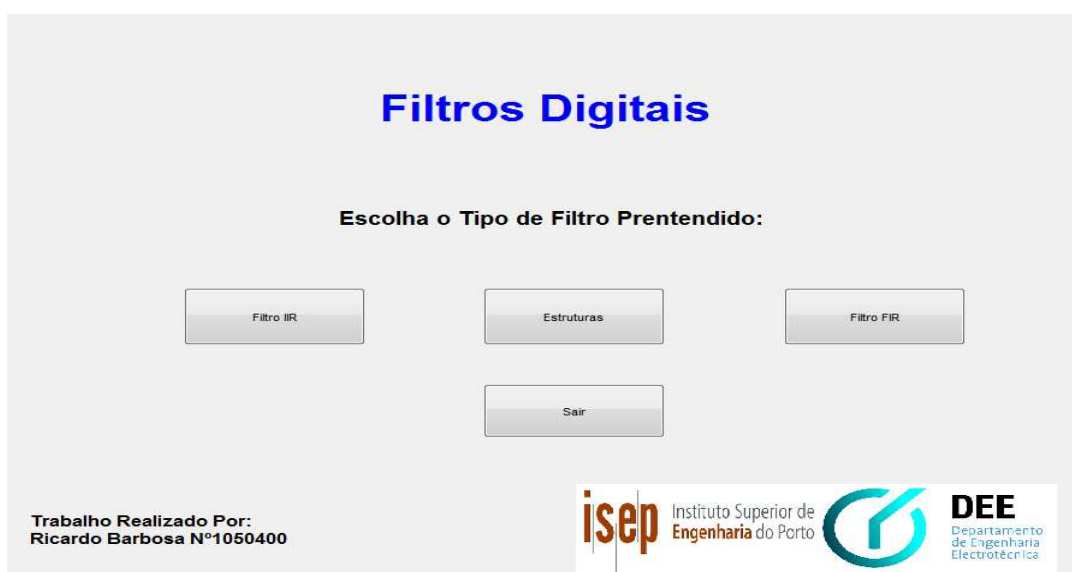 Filtros Digitais
Escolha o Tipo de Filtro Prentendido:
Filtro IIR
Estruturas
Filtro FIR
Sair
Trabalho Realizado Por:
Ricardo Barbosa Nº1050400
isep
Instituto Superior de
Engenharia do Porto
DEE
Departamento
de Engenharia
Electrotécnica